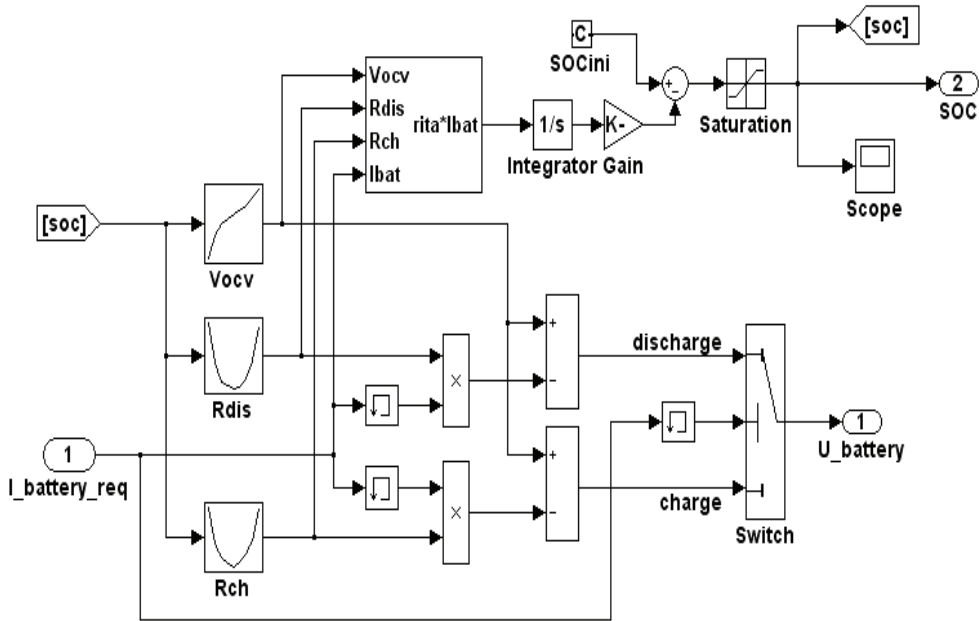 [soc]
C
SOCini
Vocv
Rdis
Rch
Ibat
rita*Ibat
1/s
Integrator
K-
Gain
+
-
Saturation
2
SOC
Scope
[soc]
Vocv
Rdis
1
I_battery_req
Rch
×
×
+
-
+
-
discharge
charge
Switch
1
U_battery